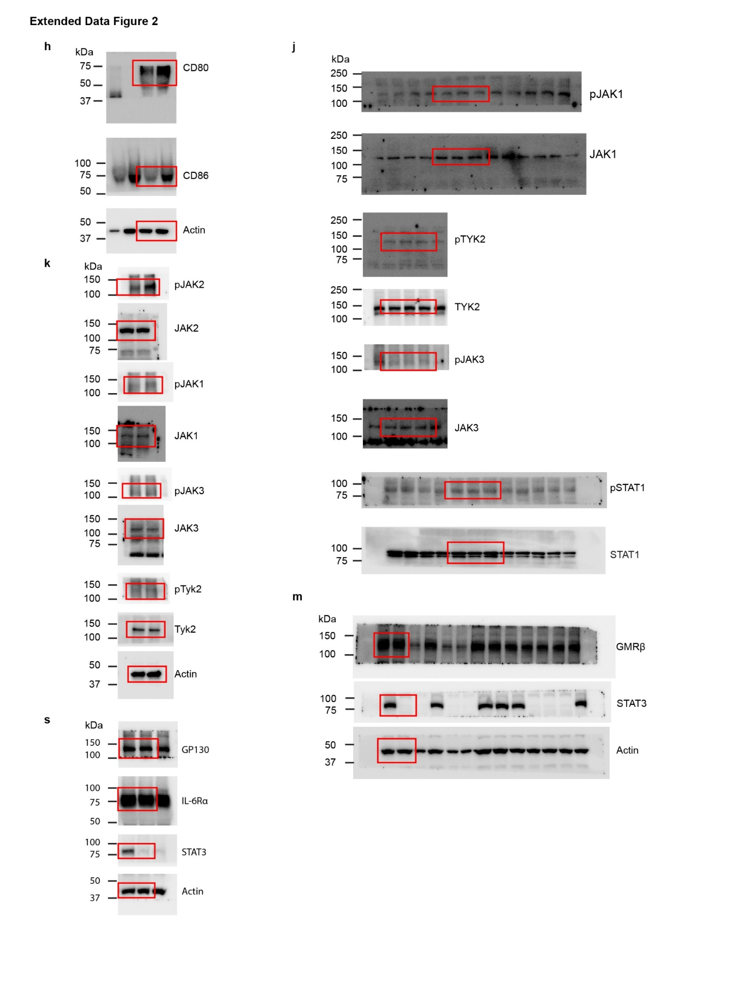 Extended Data Figure 2
h
kDa
75
50
37
CD80
100
75
50
CD86
50
37
Actin
k
kDa
150
100
pJAK2
150
100
75
JAK2
150
100
pJAK1
150
100
JAK1
150
100
pJAK3
150
100
75
JAK3
150
100
pTyk2
150
100
Tyk2
50
37
Actin
s
kDa
150
100
GP130
100
75
50
IL-6Rα
100
75
STAT3
50
37
Actin
j
kDa
250
150
100
pJAK1
250
150
100
75
JAK1
250
150
100
75
pTYK2
250
150
100
TYK2
150
100
pJAK3
150
100
JAK3
100
75
pSTAT1
100
75
STAT1
m
kDa
150
100
GMRβ
100
75
STAT3
50
37
Actin